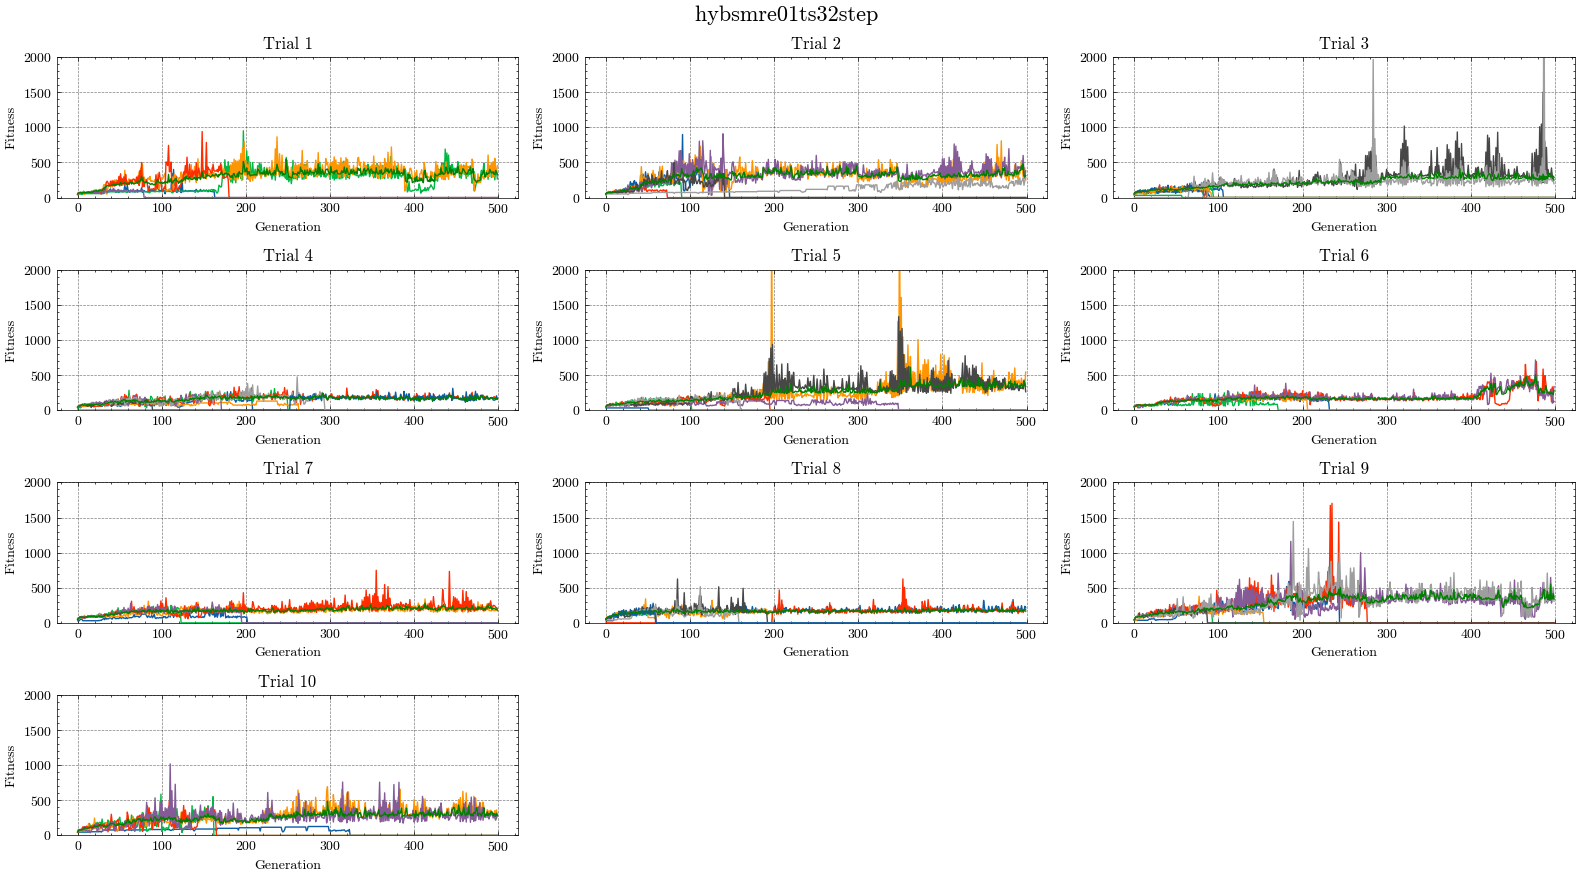 hybsmre01ts32step
Trial 1 Trial 2 Trial 3
2000 2000 2000
1500 1500 1500
1000 1000 1000
500 500 500
0 0 0
Fitness Fitness Fitness
0 100 200 300 400 500 0 100 200 300 400 500 0 100 200 300 400 500
Generation Generation Generation
Trial 4 Trial 5 Trial 6
2000 2000 2000
1500 1500 1500
1000 1000 1000
500 500 500
0 0 0
Fitness Fitness Fitness
0 100 200 300 400 500 0 100 200 300 400 500 0 100 200 300 400 500
Generation Generation Generation
Trial 7 Trial 8 Trial 9
2000 2000 2000
1500 1500 1500
1000 1000 1000
500 500 500
0 0 0
Fitness Fitness Fitness
0 100 200 300 400 500 0 100 200 300 400 500 0 100 200 300 400 500
Generation Generation Generation
Trial 10
2000
1500
1000
500
0
Fitness
0 100 200 300 400 500
Generation